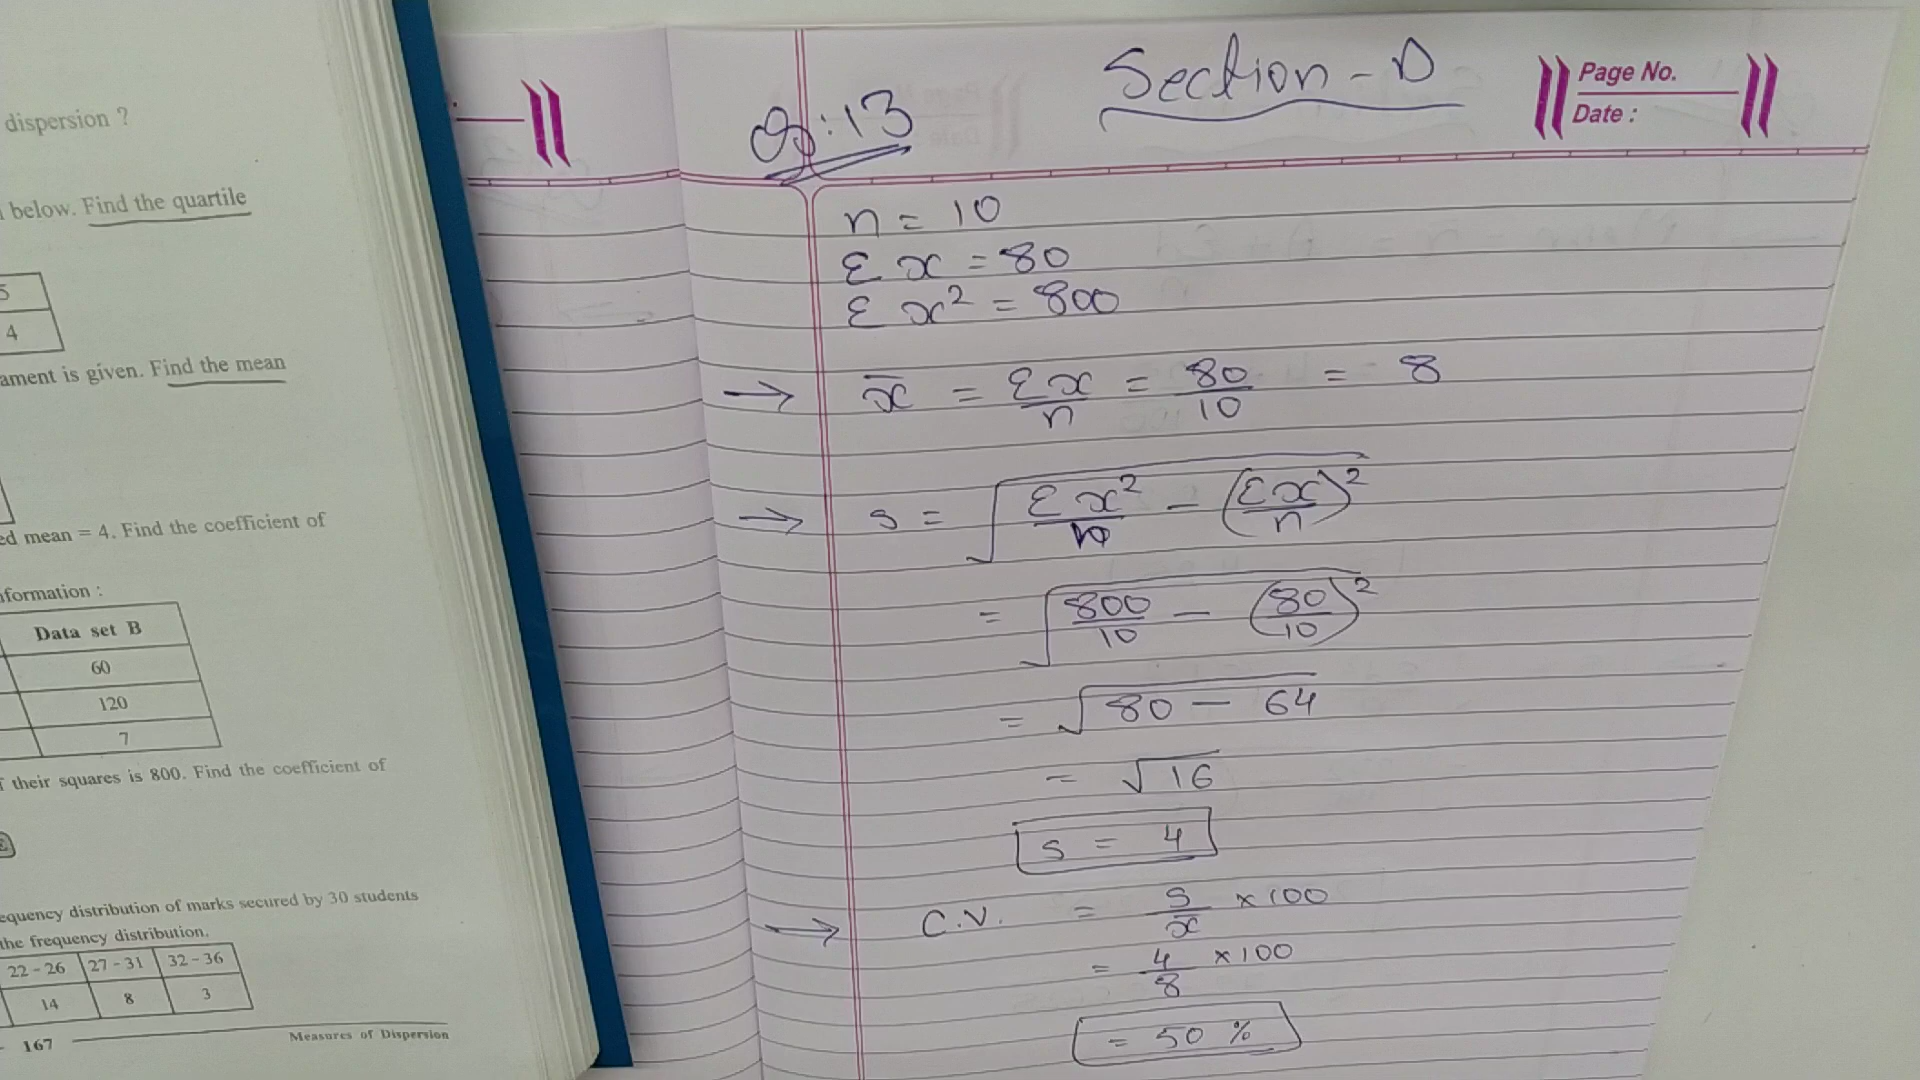 dispersion ?
below. Find the quartile
5
4
ament is given. Find the mean
ed mean = 4. Find the coefficient of
nformation :
Data set B
60
120
7
f their squares is 800. Find the coefficient of
equency distribution of marks secured by 30 students
the frequency distribution.
22 - 26 27 - 31 32 - 36
14 8 3
167 Measures of Dispersion
Section - D
Page No.
Date :
Q:13
n = 10
Σ x = 80
Σ x² = 800
→ x̄ = Σx/n = 80/10 = 8
→ s = √(Σx²/n - (Σx/n)²)
= √(800/10 - (80/10)²)
= √(80 - 64)
= √16
s = 4
→ C.V. = s/x̄ × 100
= 4/8 × 100
= 50 %